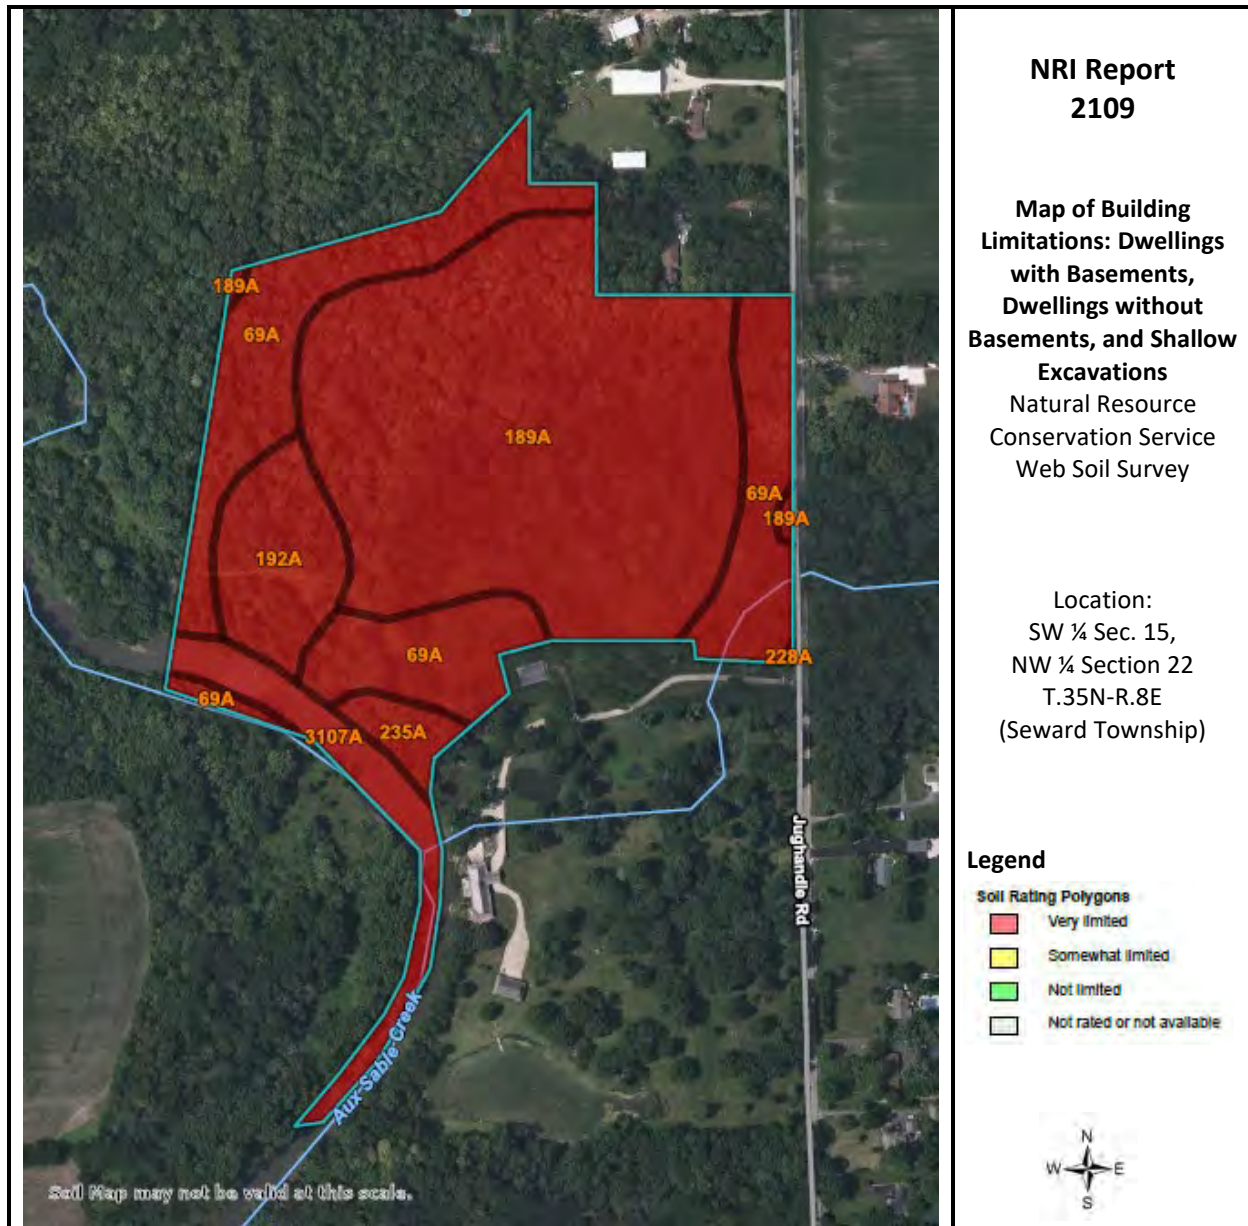 NRI Report
2109
Map of Building
Limitations: Dwellings
with Basements,
Dwellings without
Basements, and Shallow
Excavations
Natural Resource
Conservation Service
Web Soil Survey
Location:
SW ¼ Sec. 15,
NW ¼ Section 22
T.35N-R.8E
(Seward Township)
Legend
Soil Rating Polygons
Very limited
Somewhat limited
Not limited
Not rated or not available
N
W E
S
189A
69A
189A
69A
189A
192A
69A
228A
69A
3107A
235A
Jughandle Rd
Aux-Sable-Creek
Soil Map may not be valid at this scale.